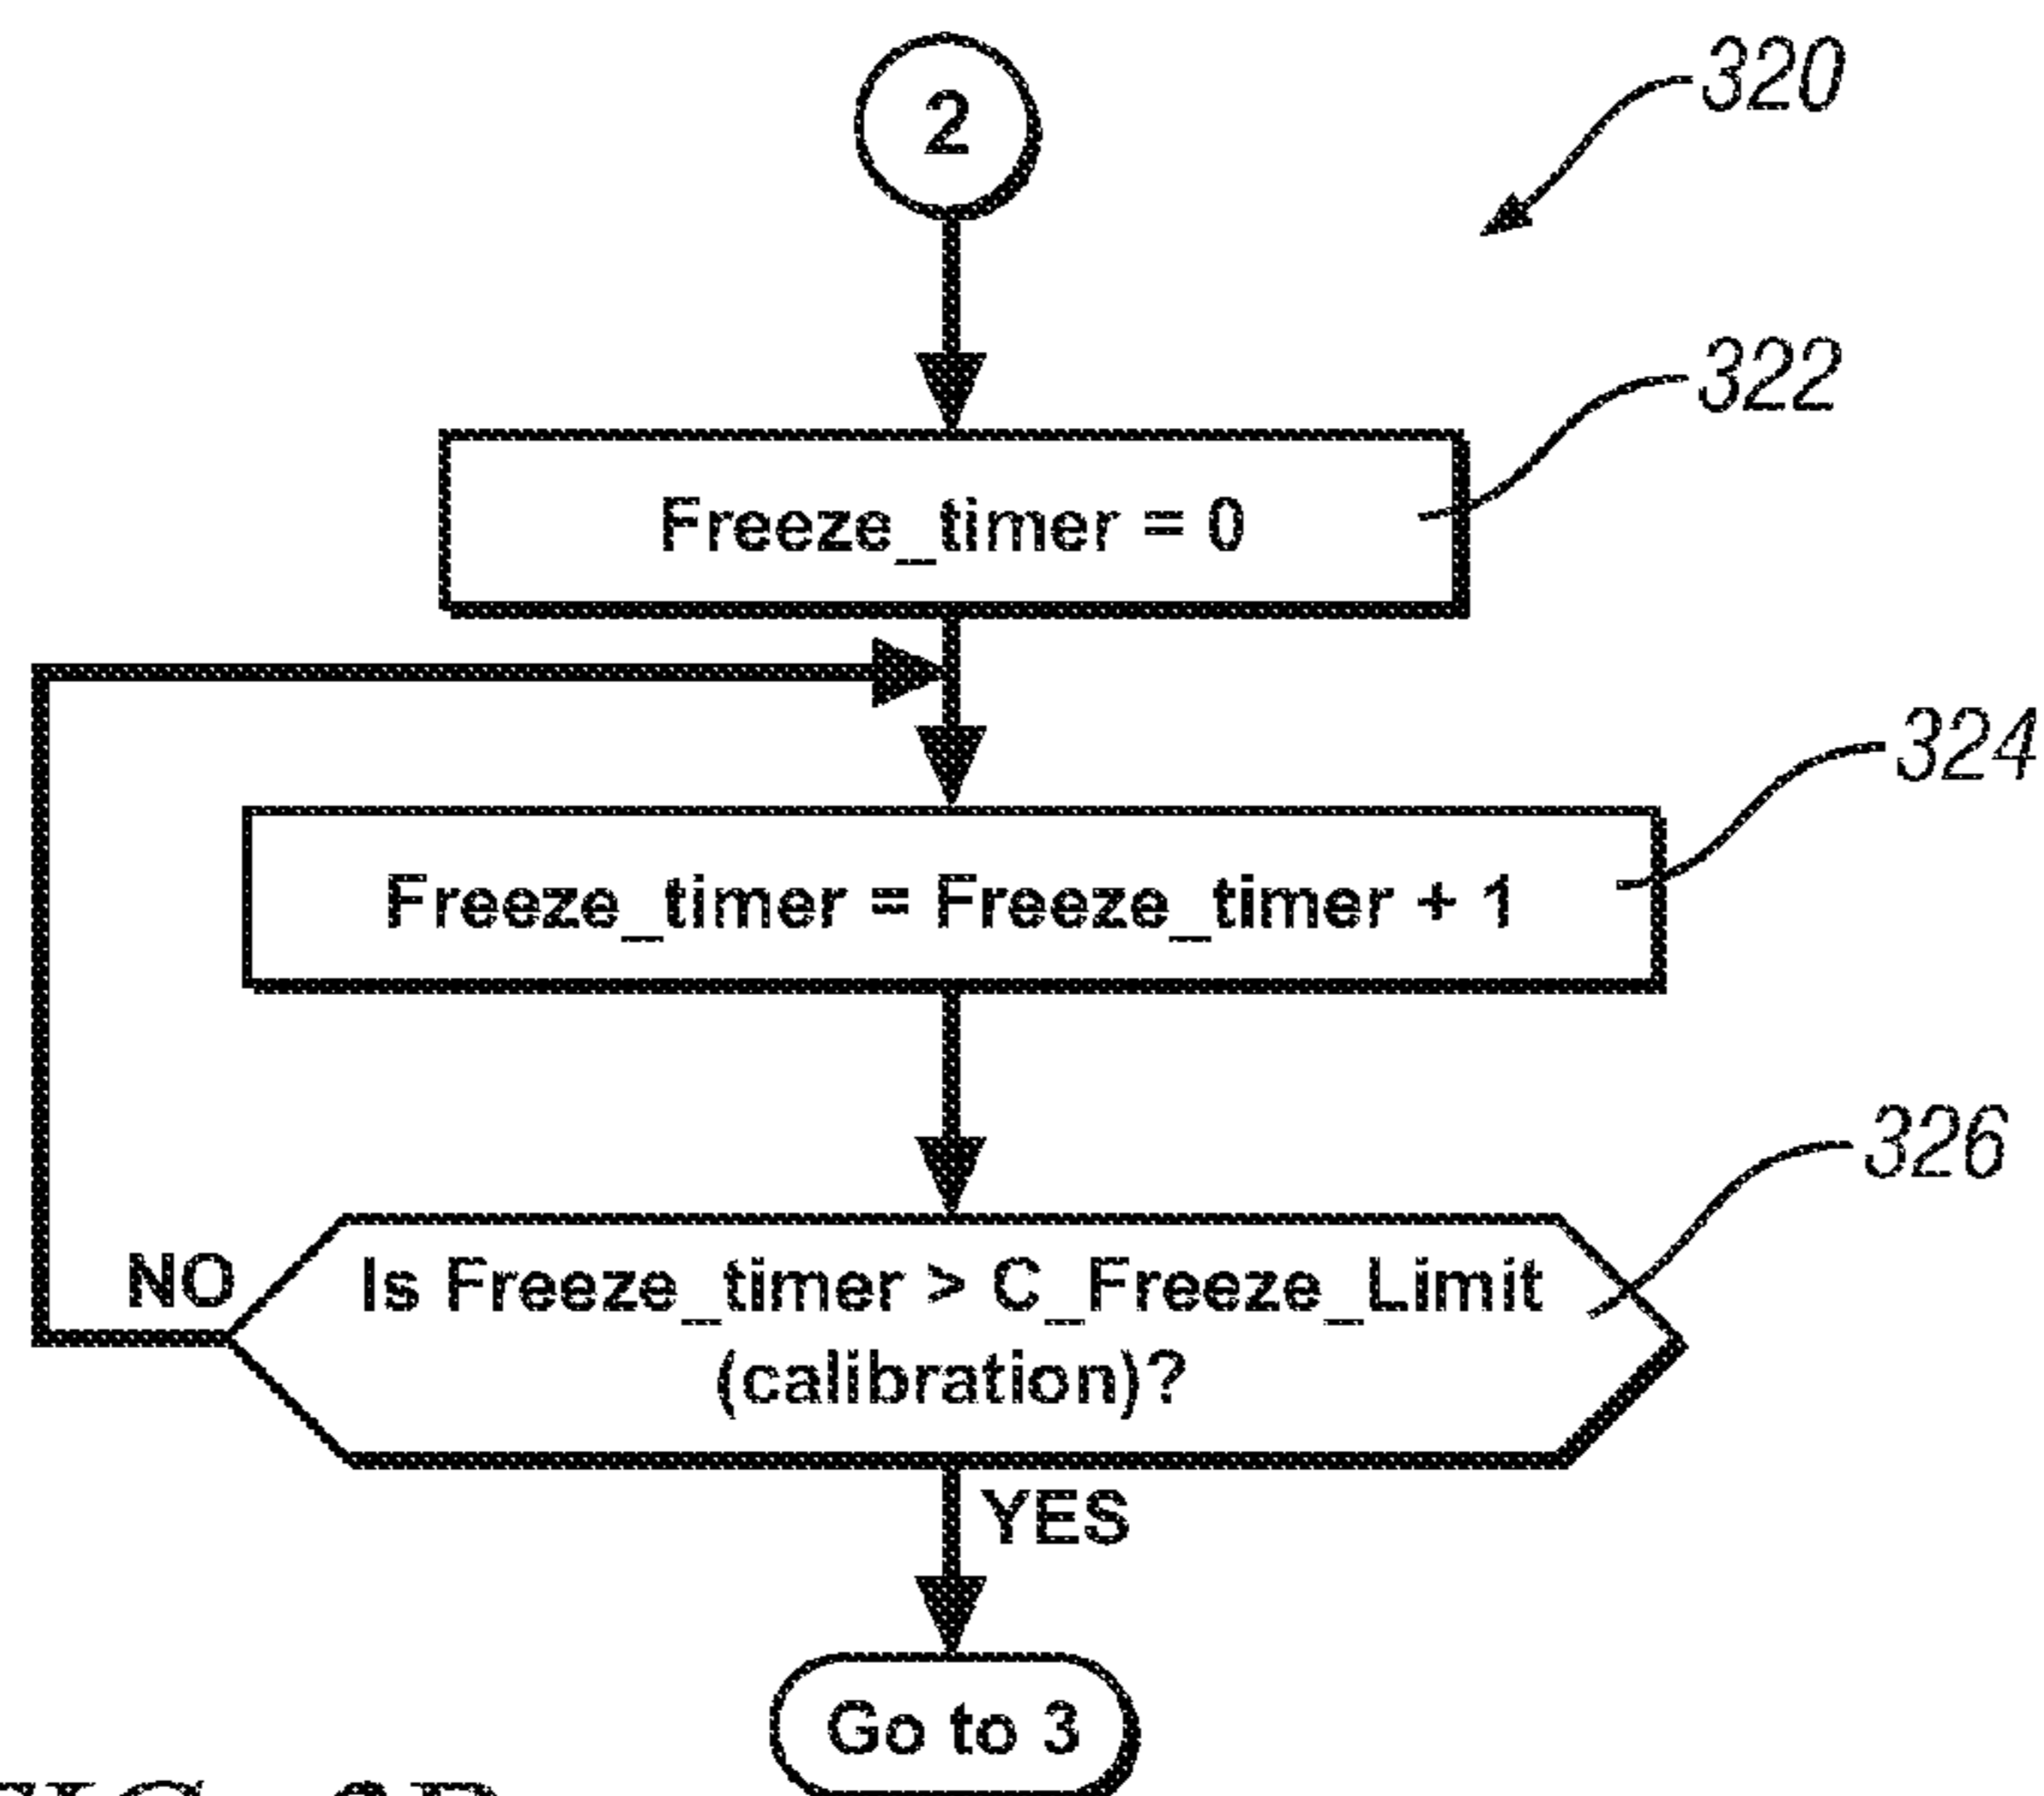 2
320
322
Freeze_timer = 0
324
Freeze_timer = Freeze_timer + 1
326
NO
Is Freeze_timer > C_Freeze_Limit
(calibration)?
YES
Go to 3